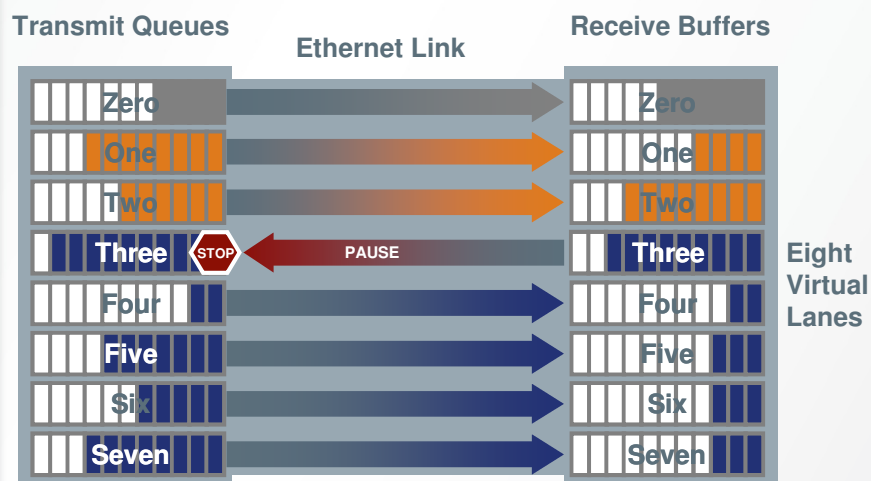 Transmit Queues
Ethernet Link
Receive Buffers
Zero
Zero
One
One
Two
Two
Three
STOP
PAUSE
Three
Four
Four
Five
Five
Six
Six
Seven
Seven
Eight
Virtual
Lanes